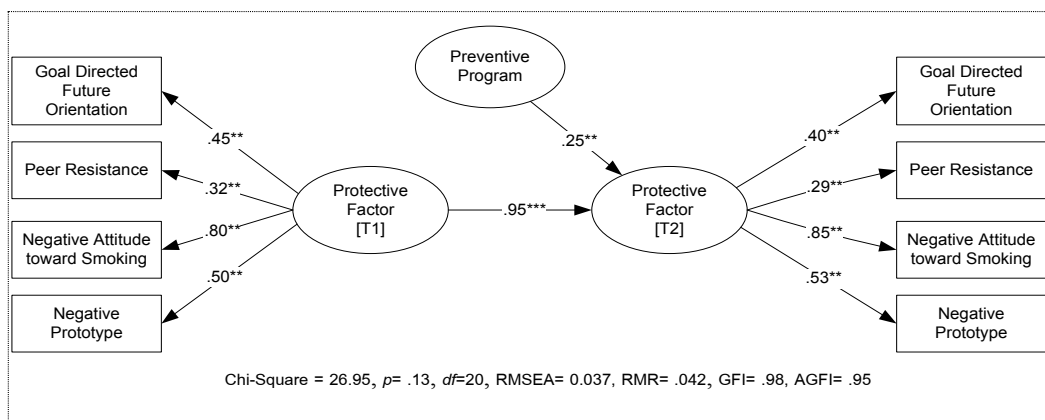 Preventive
Program
Goal Directed
Future
Orientation
Peer Resistance
Negative Attitude
toward Smoking
Negative
Prototype
.45**
.32**
.80**
.50**
Protective
Factor
[T1]
.95***
.25**
Protective
Factor
[T2]
.40**
.29**
.85**
.53**
Goal Directed
Future
Orientation
Peer Resistance
Negative Attitude
toward Smoking
Negative
Prototype
Chi-Square = 26.95, p= .13, df=20, RMSEA= 0.037, RMR= .042, GFI= .98, AGFI= .95